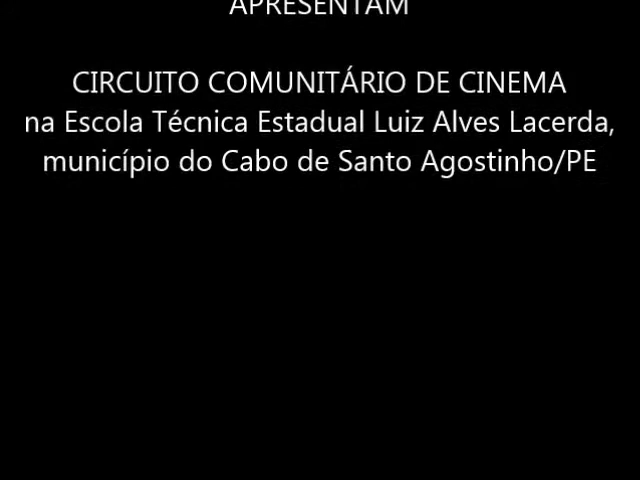 APRESENTAM
CIRCUITO COMUNITÁRIO DE CINEMA
na Escola Técnica Estadual Luiz Alves Lacerda,
município do Cabo de Santo Agostinho/PE